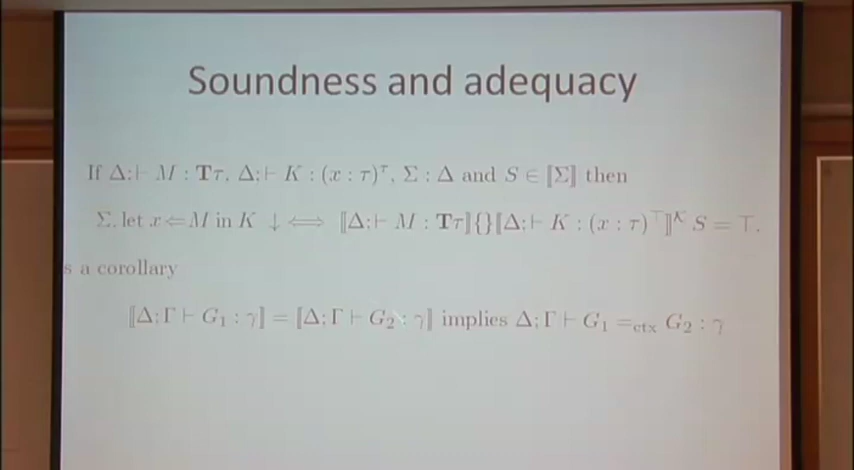 Soundness and adequacy
If Δ;⊢ M : Tτ, Δ;⊢ K : (x : τ)⊤, Σ : Δ and S ∈ ⟦Σ⟧ then
Σ, let x⇐M in K ↓ ⟺ ⟦Δ;⊢ M : Tτ⟧{}⟦Δ;⊢ K : (x : τ)⊤⟧ᴷ S = ⊤.
s a corollary
⟦Δ;Γ ⊢ G₁ : γ⟧ = ⟦Δ;Γ ⊢ G₂ : γ⟧ implies Δ;Γ ⊢ G₁ =ctx G₂ : γ